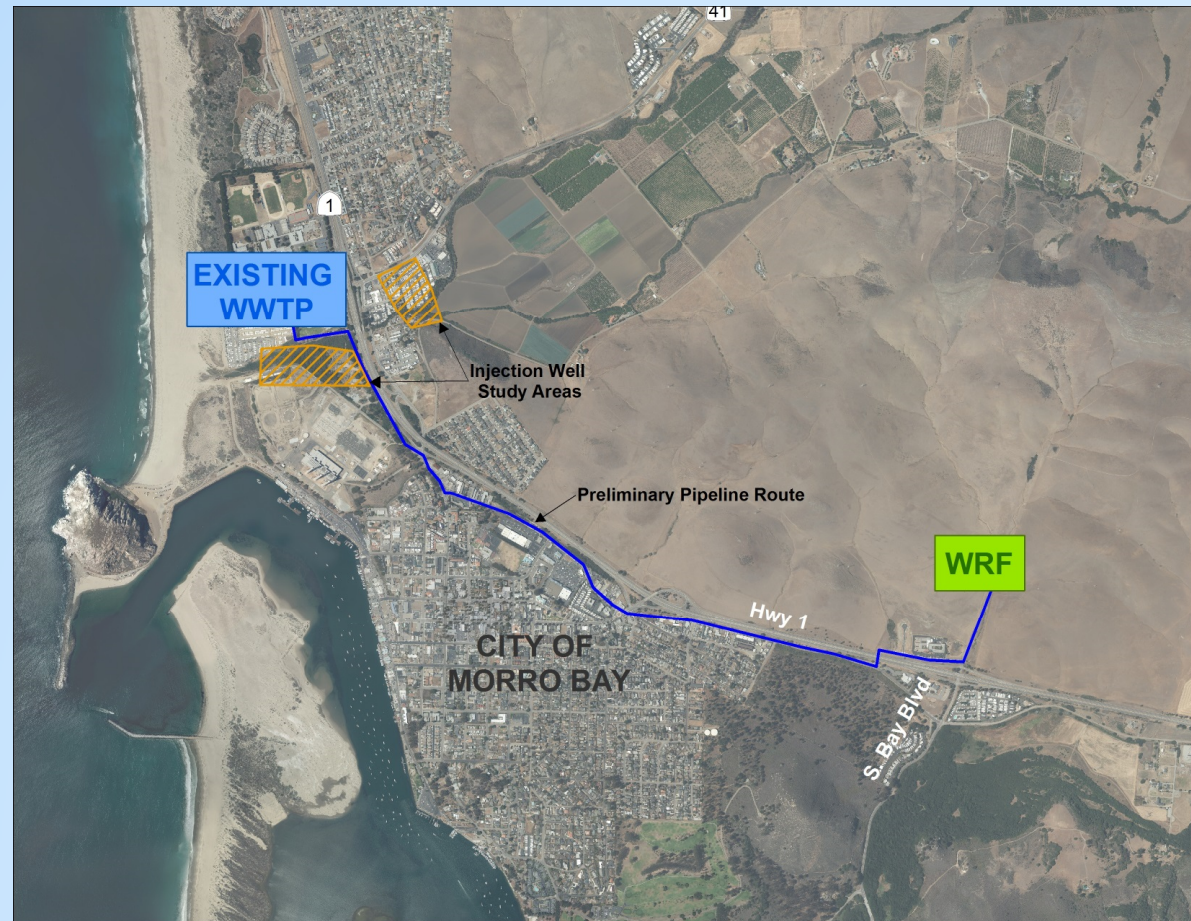 41
1
EXISTING
WWTP
Injection Well
Study Areas
Preliminary Pipeline Route
WRF
Hwy 1
CITY OF
MORRO BAY
S. Bay Blvd